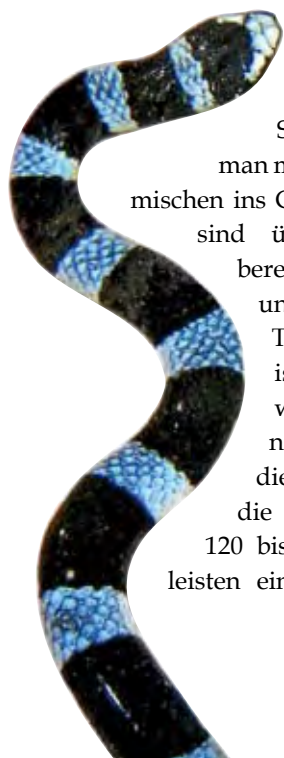 man
mischen ins
sind
bere
un
T
is
w
n
die
die
120 bis
leisten ein